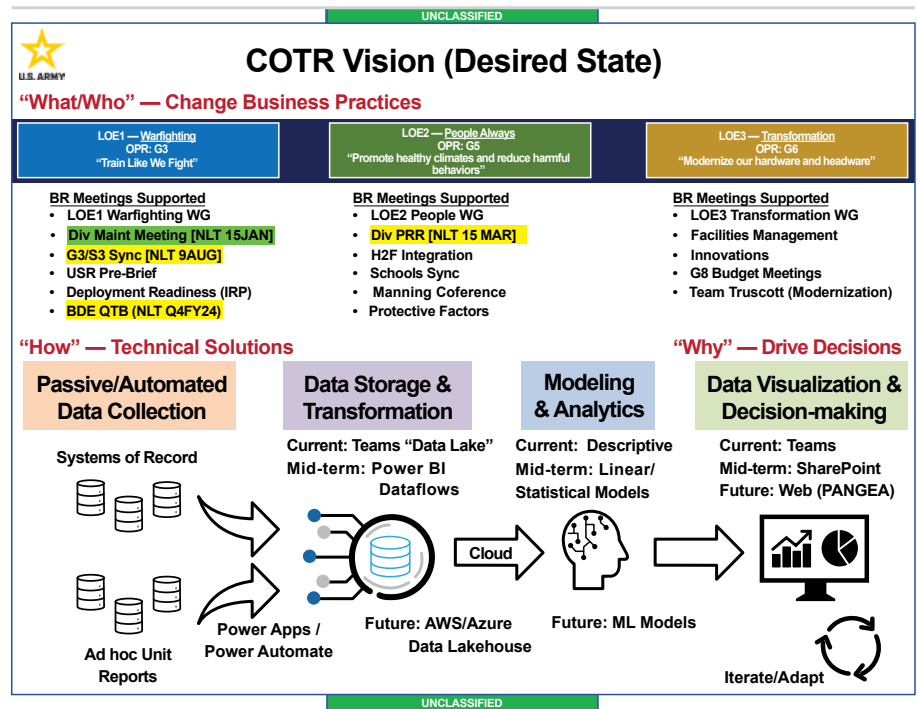 UNCLASSIFIED
U.S. ARMY
COTR Vision (Desired State)
“What/Who” — Change Business Practices
LOE1 — Warfighting
OPR: G3
“Train Like We Fight”
LOE2 — People Always
OPR: G5
“Promote healthy climates and reduce harmful
behaviors”
LOE3 — Transformation
OPR: G6
“Modernize our hardware and headware”
BR Meetings Supported
• LOE1 Warfighting WG
• Div Maint Meeting [NLT 15JAN]
• G3/S3 Sync [NLT 9AUG]
• USR Pre-Brief
• Deployment Readiness (IRP)
• BDE QTB (NLT Q4FY24)
BR Meetings Supported
• LOE2 People WG
• Div PRR [NLT 15 MAR]
• H2F Integration
• Schools Sync
• Manning Coference
• Protective Factors
BR Meetings Supported
• LOE3 Transformation WG
• Facilities Management
• Innovations
• G8 Budget Meetings
• Team Truscott (Modernization)
“How” — Technical Solutions
“Why” — Drive Decisions
Passive/Automated
Data Collection
Systems of Record
Ad hoc Unit
Reports
Power Apps /
Power Automate
Data Storage &
Transformation
Current: Teams “Data Lake”
Mid-term: Power BI
Dataflows
Future: AWS/Azure
Data Lakehouse
Cloud
Modeling
& Analytics
Current: Descriptive
Mid-term: Linear/
Statistical Models
Future: ML Models
Data Visualization &
Decision-making
Current: Teams
Mid-term: SharePoint
Future: Web (PANGEA)
Iterate/Adapt
UNCLASSIFIED